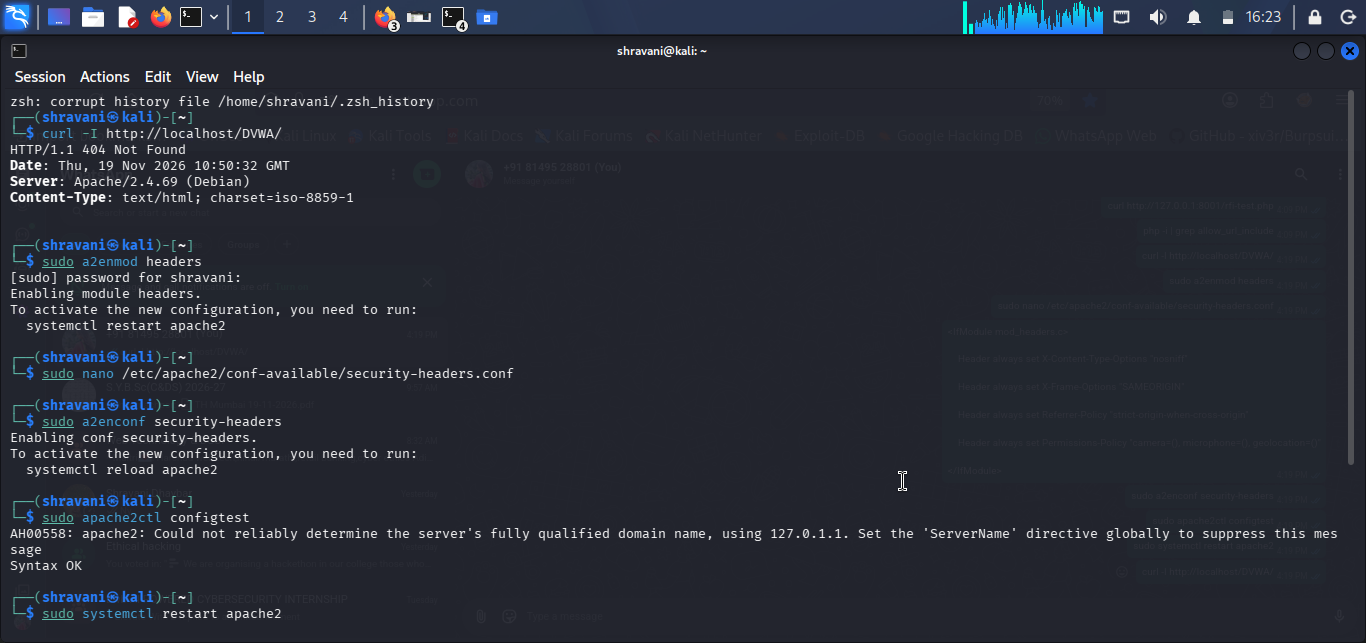 1 2 3 4
3
4
16:23
shravani@kali: ~
Session Actions Edit View Help
zsh: corrupt history file /home/shravani/.zsh_history
┌──(shravani㉿kali)-[~]
└─$ curl -I http://localhost/DVWA/
HTTP/1.1 404 Not Found
Date: Thu, 19 Nov 2026 10:50:32 GMT
Server: Apache/2.4.69 (Debian)
Content-Type: text/html; charset=iso-8859-1
┌──(shravani㉿kali)-[~]
└─$ sudo a2enmod headers
[sudo] password for shravani:
Enabling module headers.
To activate the new configuration, you need to run:
systemctl restart apache2
┌──(shravani㉿kali)-[~]
└─$ sudo nano /etc/apache2/conf-available/security-headers.conf
┌──(shravani㉿kali)-[~]
└─$ sudo a2enconf security-headers
Enabling conf security-headers.
To activate the new configuration, you need to run:
systemctl reload apache2
┌──(shravani㉿kali)-[~]
└─$ sudo apache2ctl configtest
AH00558: apache2: Could not reliably determine the server's fully qualified domain name, using 127.0.1.1. Set the 'ServerName' directive globally to suppress this mes
sage
Syntax OK
┌──(shravani㉿kali)-[~]
└─$ sudo systemctl restart apache2